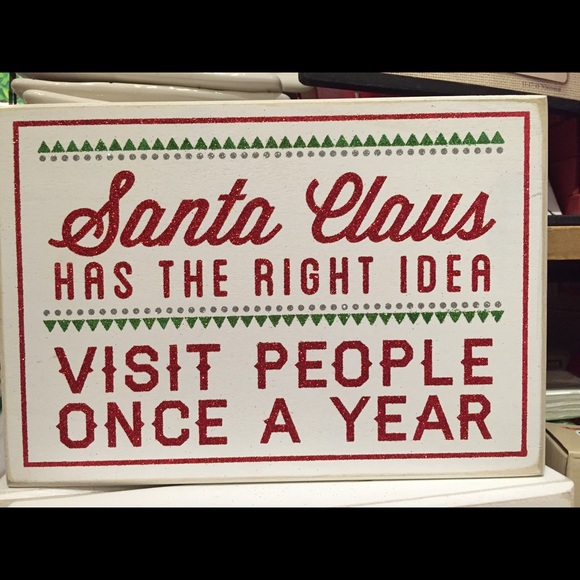 Santa Claus
HAS THE RIGHT IDEA
VISIT PEOPLE
ONCE A YEAR